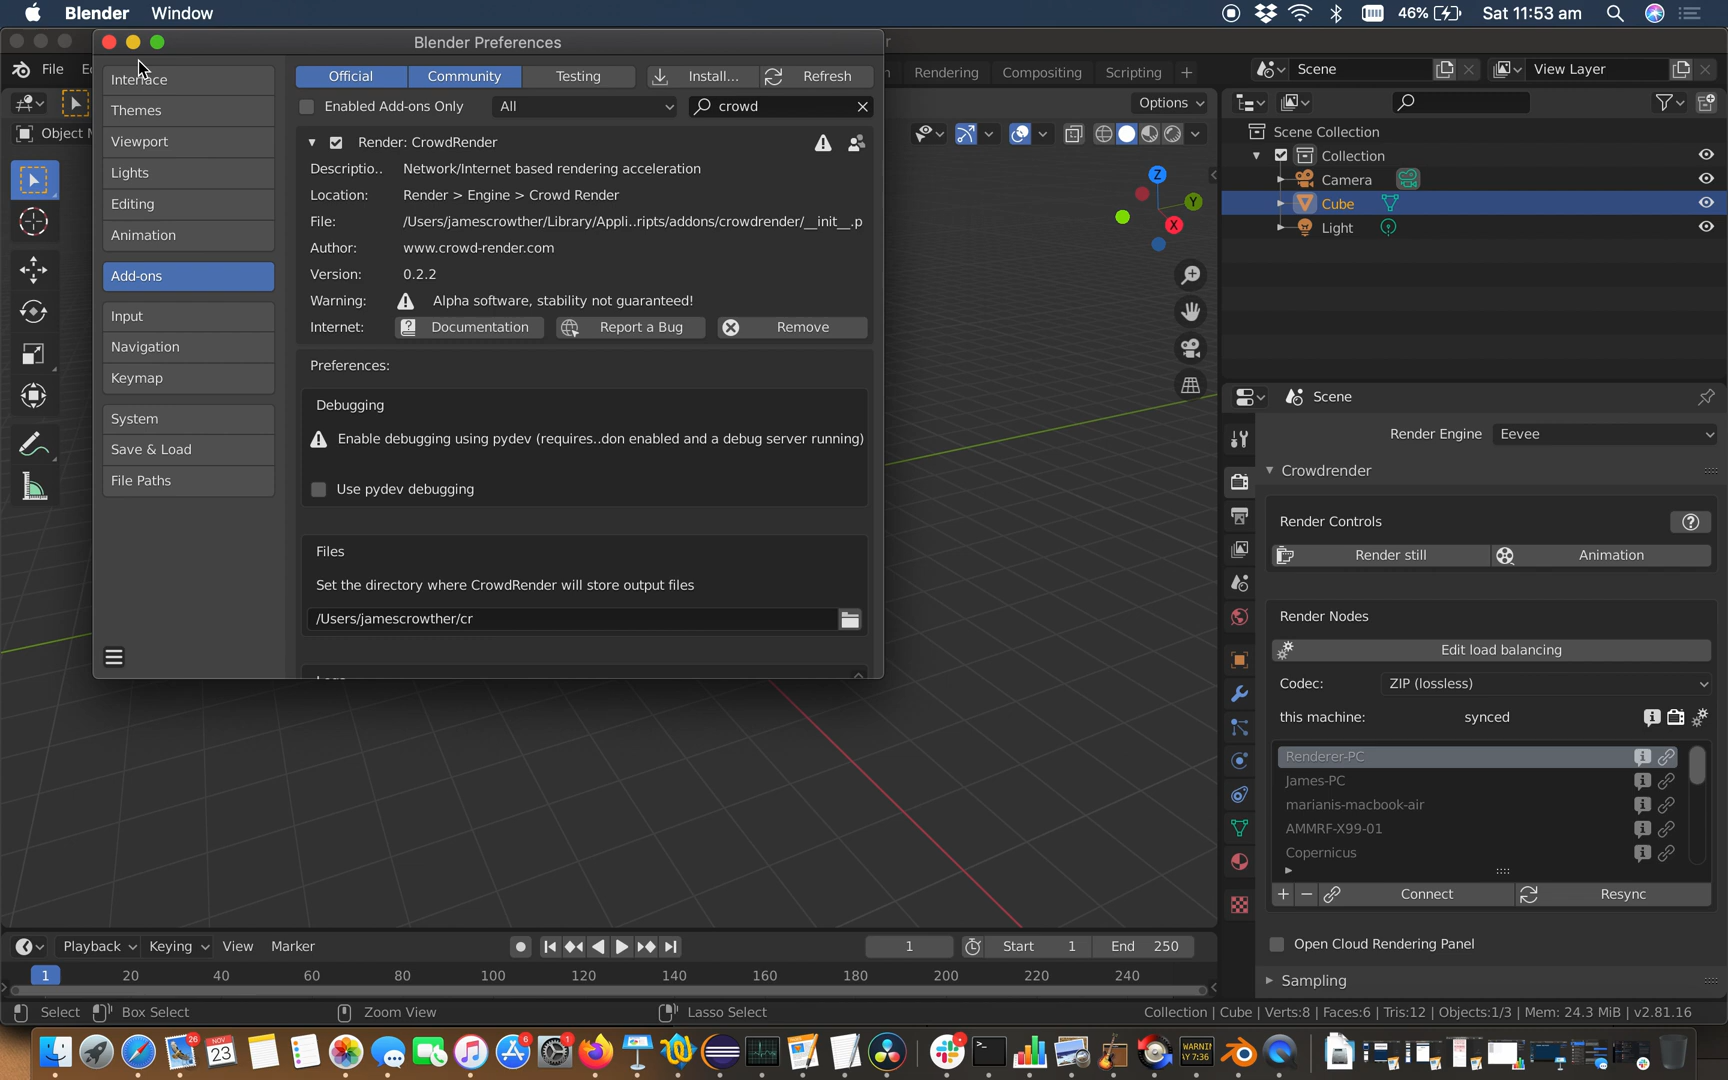 Blender Window 46% Sat 11:53 am
Blender Preferences
File
Rendering Compositing Scripting Scene View Layer
Interface
Themes
Viewport
Lights
Editing
Animation
Add-ons
Input
Navigation
Keymap
System
Save & Load
File Paths
Official Community Testing Install... Refresh
Enabled Add-ons Only All crowd
Render: CrowdRender
Descriptio.. Network/Internet based rendering acceleration
Location: Render > Engine > Crowd Render
File: /Users/jamescrowther/Library/Appli..ripts/addons/crowdrender/__init__.p
Author: www.crowd-render.com
Version: 0.2.2
Warning: Alpha software, stability not guaranteed!
Internet: Documentation Report a Bug Remove
Preferences:
Debugging
Enable debugging using pydev (requires..don enabled and a debug server running)
Use pydev debugging
Files
Set the directory where CrowdRender will store output files
/Users/jamescrowther/cr
Object M
Options
Z
Y
X
Scene Collection
Collection
Camera
Cube
Light
Scene
Render Engine Eevee
Crowdrender
Render Controls
Render still Animation
Render Nodes
Edit load balancing
Codec: ZIP (lossless)
this machine: synced
Renderer-PC
James-PC
marianis-macbook-air
AMMRF-X99-01
Copernicus
+ − Connect Resync
Open Cloud Rendering Panel
Sampling
Playback Keying View Marker 1 Start 1 End 250
1 20 40 60 80 100 120 140 160 180 200 220 240
Select Box Select Zoom View Lasso Select Collection | Cube | Verts:8 | Faces:6 | Tris:12 | Objects:1/3 | Mem: 24.3 MiB | v2.81.16
26 NOV 23 6 1